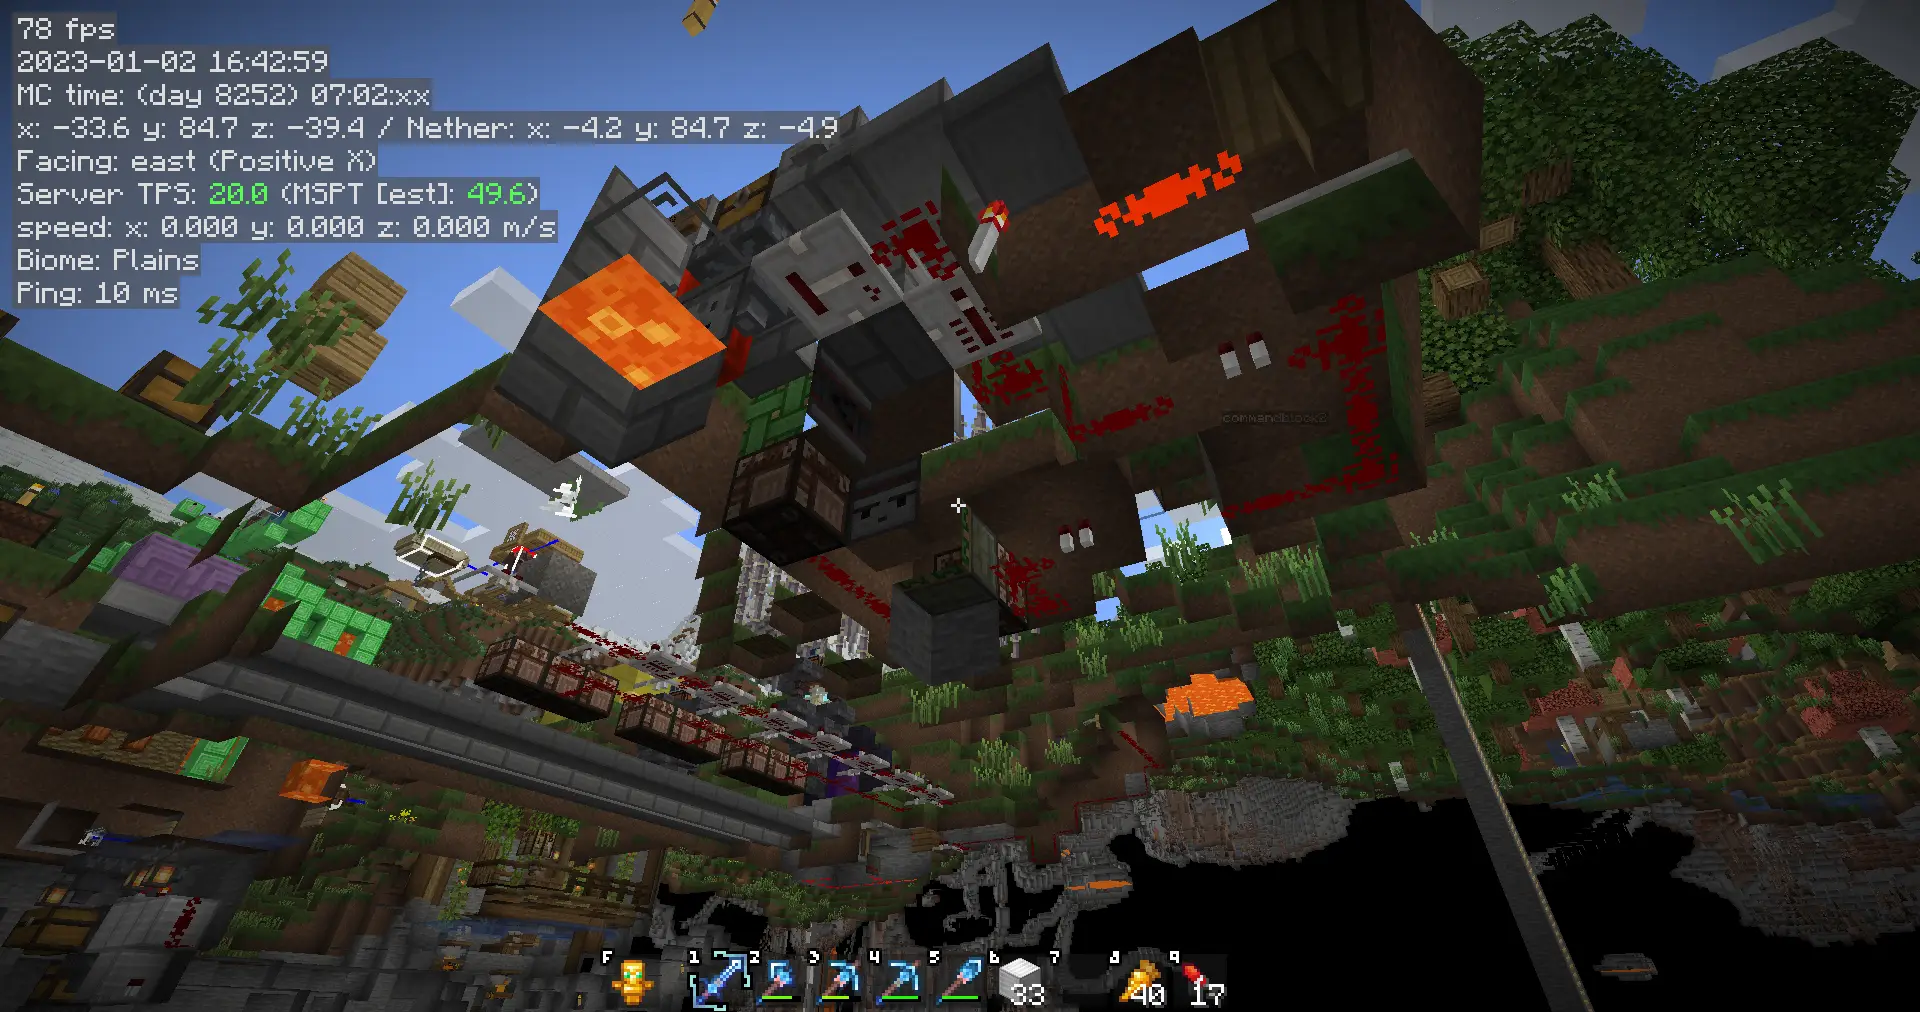 78 fps
2023-01-02 16:42:59
MC time: (day 8252) 07:02:xx
x: -33.6 y: 84.7 z: -39.4 / Nether: x: -4.2 y: 84.7 z: -4.9
Facing: east (Positive X)
Server TPS: 20.0 (MSPT [est]: 49.6)
speed: x: 0.000 y: 0.000 z: 0.000 m/s
Biome: Plains
Ping: 10 ms
commandblock2
F 1 2 3 4 5 6 7 8 9
33 40 17